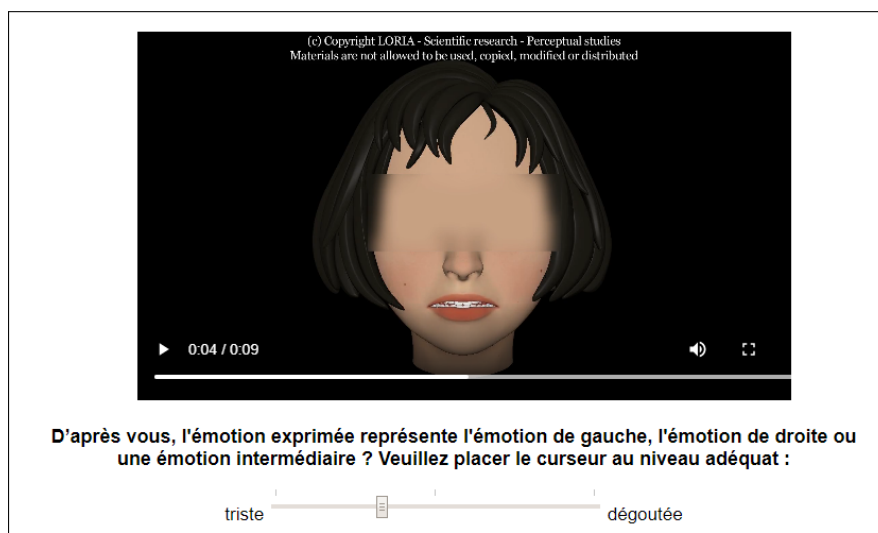 (c) Copyright LORIA - Scientific research - Perceptual studies
Materials are not allowed to be used, copied, modified or distributed
0:04 / 0:09
D’après vous, l'émotion exprimée représente l'émotion de gauche, l'émotion de droite ou
une émotion intermédiaire ? Veuillez placer le curseur au niveau adéquat :
triste dégoutée